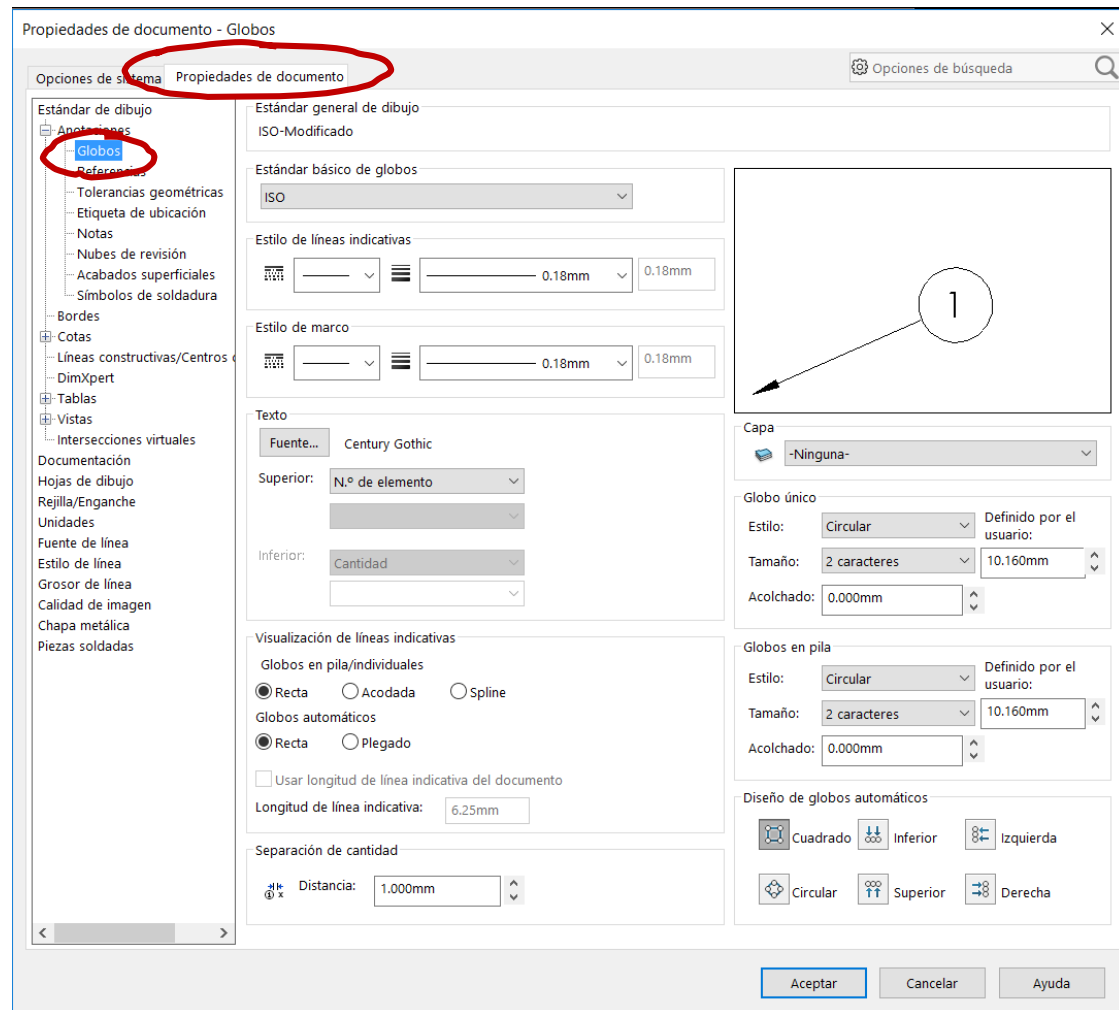 Propiedades de documento - Globos
Opciones de sistema
Propiedades de documento
Opciones de búsqueda
Estándar de dibujo
Anotaciones
Globos
Referencias
Tolerancias geométricas
Etiqueta de ubicación
Notas
Nubes de revisión
Acabados superficiales
Símbolos de soldadura
Bordes
Cotas
Líneas constructivas/Centros
DimXpert
Tablas
Vistas
Intersecciones virtuales
Documentación
Hojas de dibujo
Rejilla/Enganche
Unidades
Fuente de línea
Estilo de línea
Grosor de línea
Calidad de imagen
Chapa metálica
Piezas soldadas
Estándar general de dibujo
ISO-Modificado
Estándar básico de globos
ISO
Estilo de líneas indicativas
0.18mm 0.18mm
Estilo de marco
0.18mm 0.18mm
Texto
Fuente... Century Gothic
Superior: N.º de elemento
Inferior: Cantidad
Visualización de líneas indicativas
Globos en pila/individuales
Recta Acodada Spline
Globos automáticos
Recta Plegado
Usar longitud de línea indicativa del documento
Longitud de línea indicativa: 6.25mm
Separación de cantidad
Distancia: 1.000mm
1
Capa
-Ninguna-
Globo único
Estilo: Circular Definido por el usuario:
Tamaño: 2 caracteres 10.160mm
Acolchado: 0.000mm
Globos en pila
Estilo: Circular Definido por el usuario:
Tamaño: 2 caracteres 10.160mm
Acolchado: 0.000mm
Diseño de globos automáticos
Cuadrado Inferior Izquierda
Circular Superior Derecha
Aceptar Cancelar Ayuda